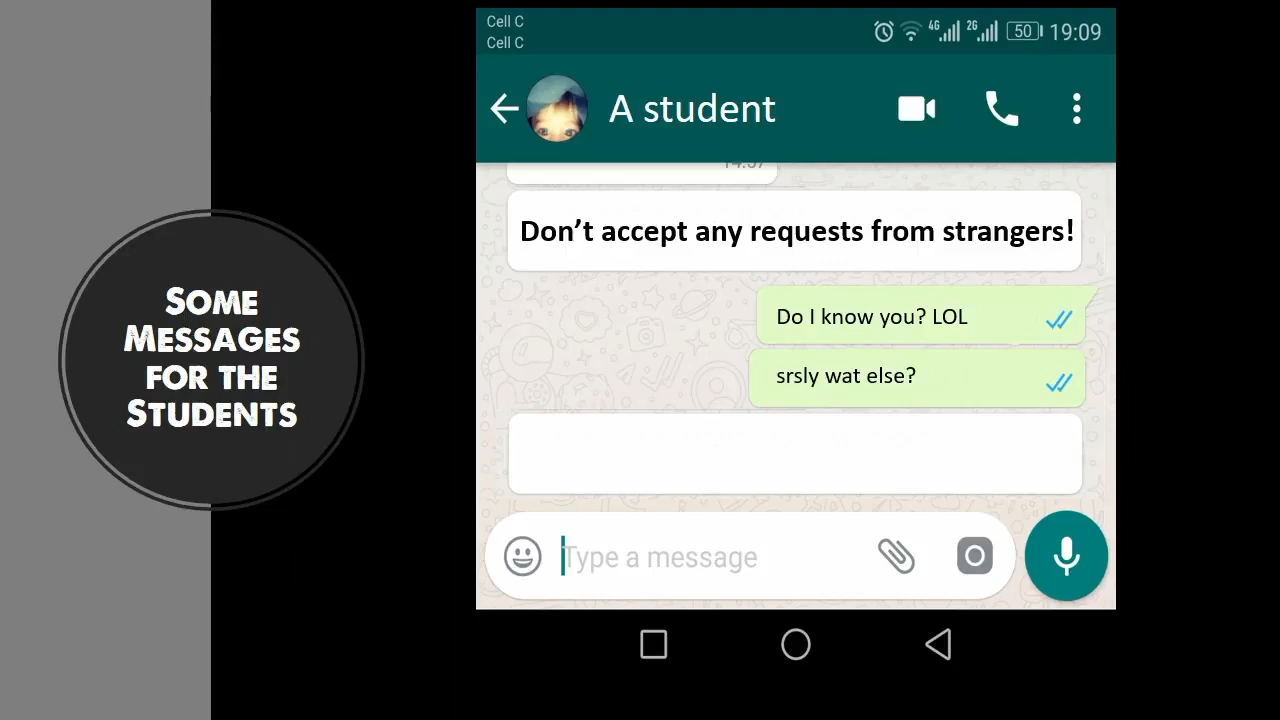 Cell C
Cell C
4G
2G
50
19:09
A student
Don't accept any requests from strangers!
Do I know you? LOL
srsly wat else?
Type a message
SOME
MESSAGES
FOR THE
STUDENTS